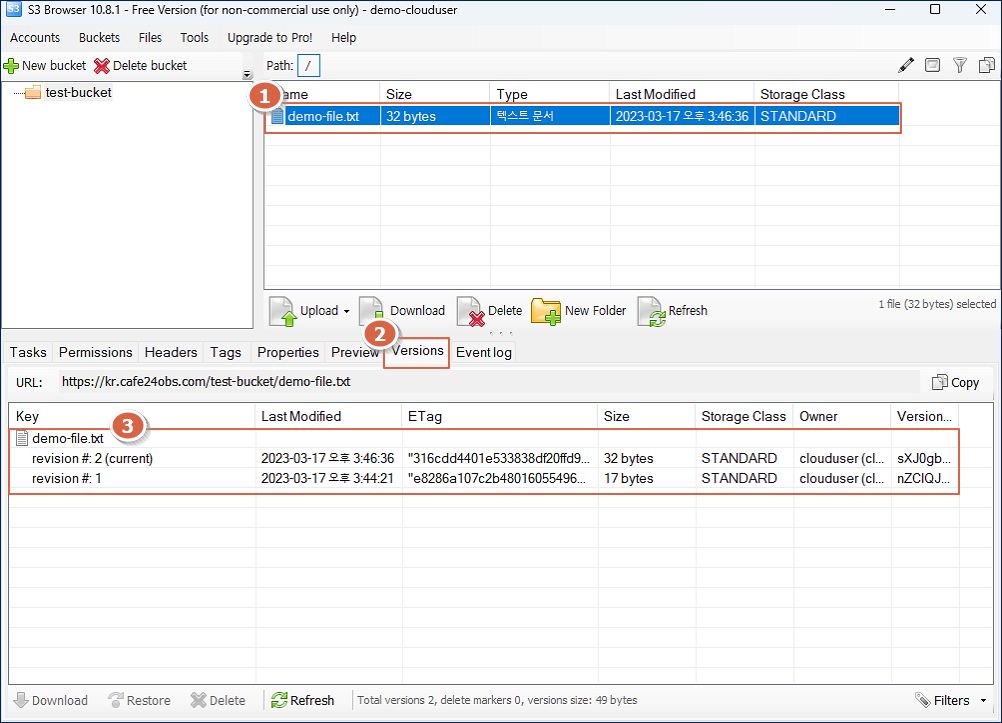 S3 Browser 10.8.1 - Free Version (for non-commercial use only) - demo-clouduser
Accounts Buckets Files Tools Upgrade to Pro! Help
New bucket Delete bucket Path: /
test-bucket
1 Size Type Last Modified Storage Class
demo-file.txt 32 bytes 텍스트 문서 2023-03-17 오후 3:46:36 STANDARD
Upload Download Delete New Folder Refresh 1 file (32 bytes) selected
2
Tasks Permissions Headers Tags Properties Preview Versions Event log
URL: https://kr.cafe24obs.com/test-bucket/demo-file.txt Copy
Key Last Modified ETag Size Storage Class Owner Version...
demo-file.txt 3
revision #: 2 (current) 2023-03-17 오후 3:46:36 "316cdd4401e533838df20ffd9... 32 bytes STANDARD clouduser (cl... sXJ0gb...
revision #: 1 2023-03-17 오후 3:44:21 "e8286a107c2b48016055496... 17 bytes STANDARD clouduser (cl... nZCIQJ...
Download Restore Delete Refresh Total versions 2, delete markers 0, versions size: 49 bytes Filters